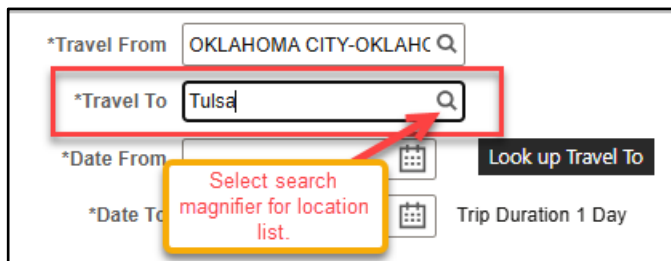 *Travel From OKLAHOMA CITY-OKLAHC
*Travel To Tulsa
*Date From Look up Travel To
Select search
magnifier for location
list.
*Date To Trip Duration 1 Day